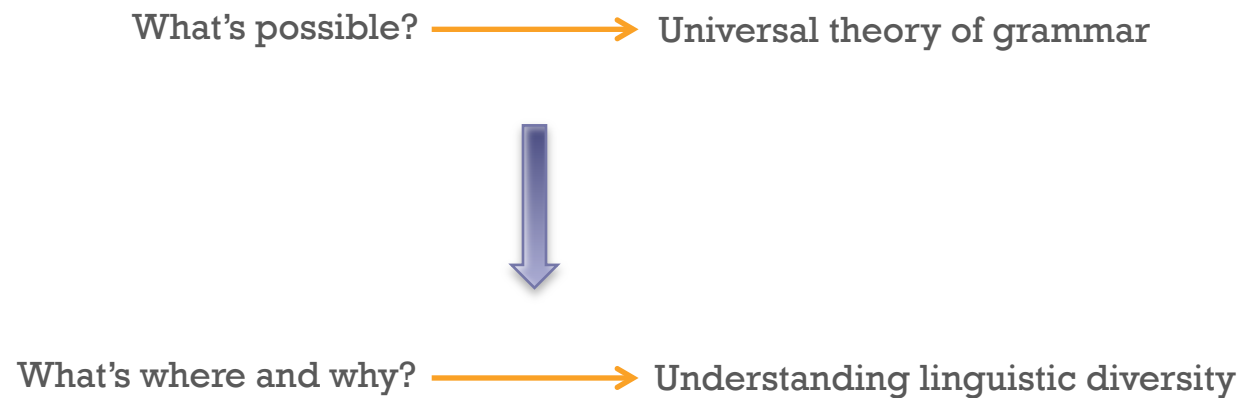 What’s possible? Universal theory of grammar
What’s where and why? Understanding linguistic diversity